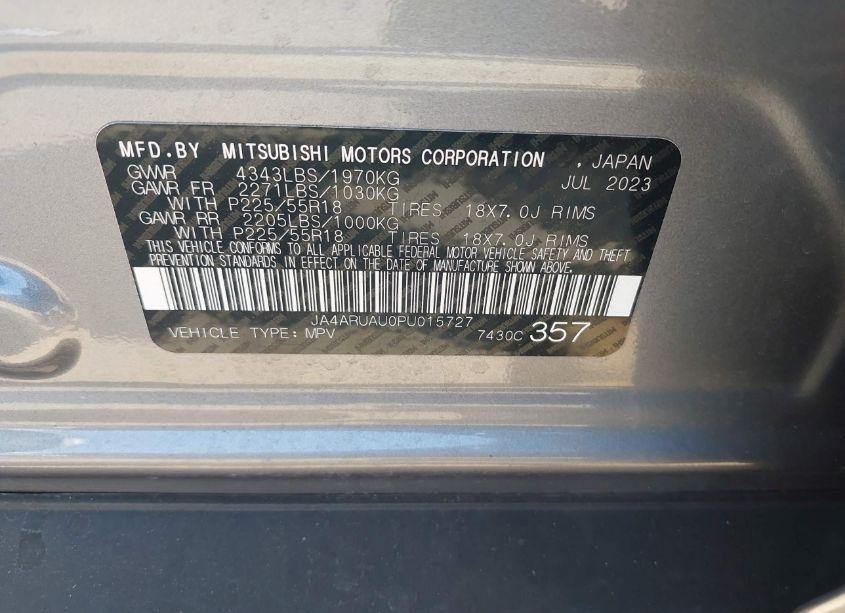 MFD.BY MITSUBISHI MOTORS CORPORATION . JAPAN
GVWR 4343LBS/1970KG JUL 2023
GAWR FR 2271LBS/1030KG
WITH P225/55R18 TIRES 18X7.0J RIMS
GAWR RR 2205LBS/1000KG
WITH P225/55R18 TIRES 18X7.0J RIMS
THIS VEHICLE CONFORMS TO ALL APPLICABLE FEDERAL MOTOR VEHICLE SAFETY AND THEFT
PREVENTION STANDARDS IN EFFECT ON THE DATE OF MANUFACTURE SHOWN ABOVE.
JA4ARUAU0PU015727
VEHICLE TYPE: MPV 7430C 357